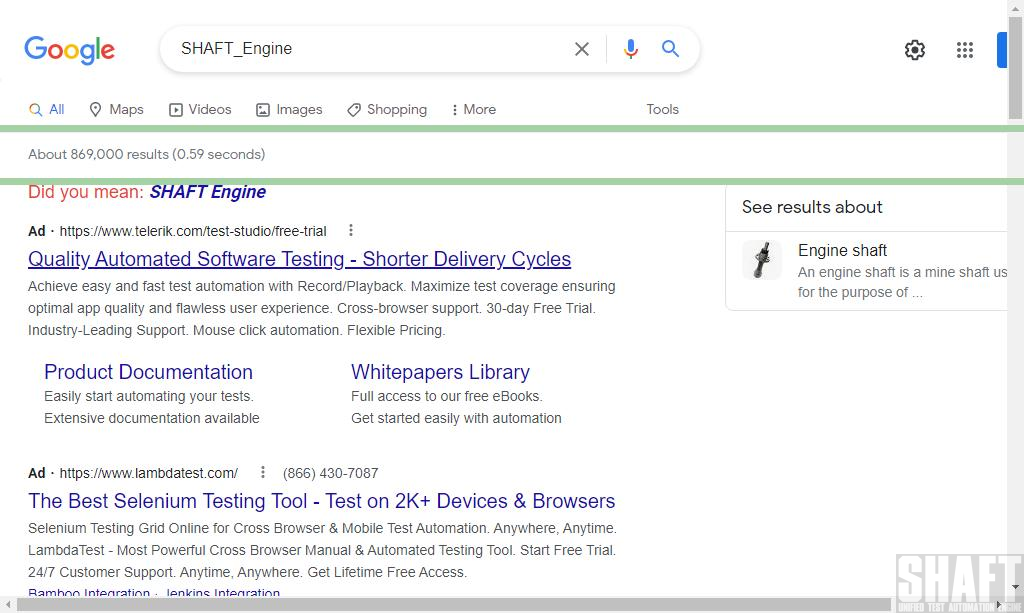 Google
SHAFT_Engine
All Maps Videos Images Shopping More Tools
About 869,000 results (0.59 seconds)
Did you mean: SHAFT Engine
Ad · https://www.telerik.com/test-studio/free-trial
Quality Automated Software Testing - Shorter Delivery Cycles
Achieve easy and fast test automation with Record/Playback. Maximize test coverage ensuring
optimal app quality and flawless user experience. Cross-browser support. 30-day Free Trial.
Industry-Leading Support. Mouse click automation. Flexible Pricing.
Product Documentation
Easily start automating your tests.
Extensive documentation available
Whitepapers Library
Full access to our free eBooks.
Get started easily with automation
Ad · https://www.lambdatest.com/ (866) 430-7087
The Best Selenium Testing Tool - Test on 2K+ Devices & Browsers
Selenium Testing Grid Online for Cross Browser & Mobile Test Automation. Anywhere, Anytime.
LambdaTest - Most Powerful Cross Browser Manual & Automated Testing Tool. Start Free Trial.
24/7 Customer Support. Anytime, Anywhere. Get Lifetime Free Access.
Bamboo Integration · Jenkins Integration
See results about
Engine shaft
An engine shaft is a mine shaft us
for the purpose of ...
SHAFT